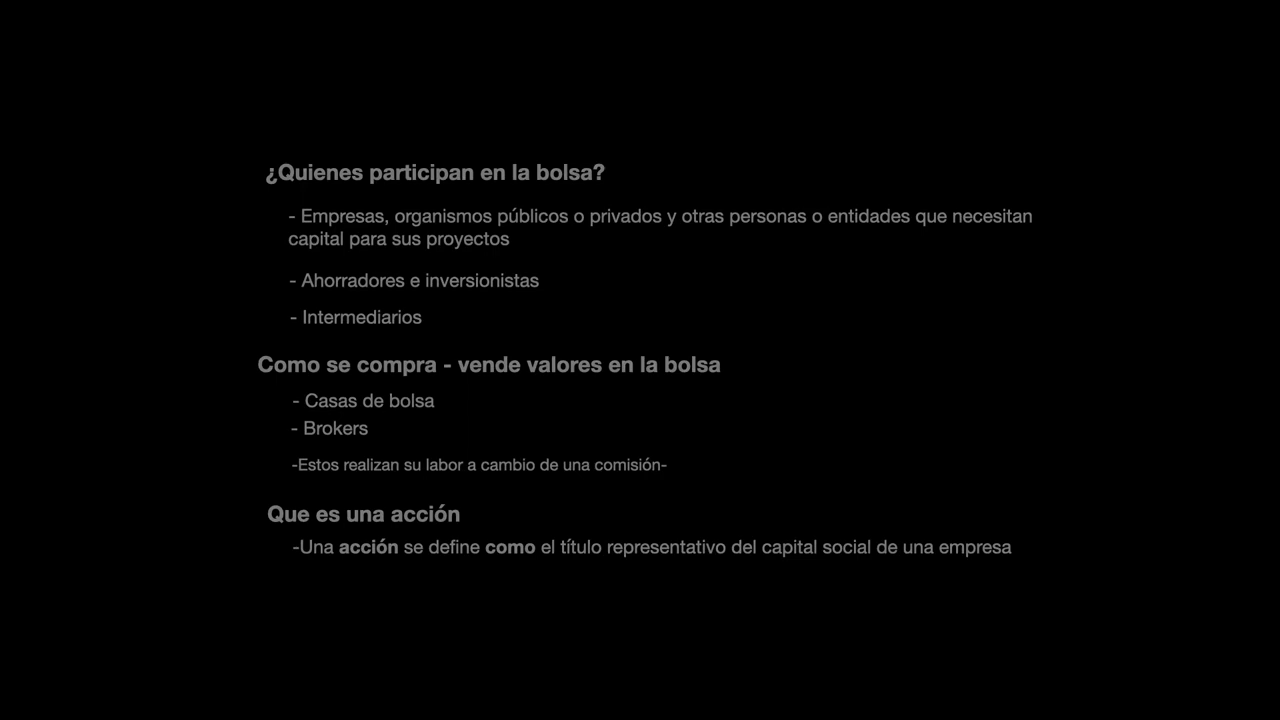 ¿Quienes participan en la bolsa?
- Empresas, organismos públicos o privados y otras personas o entidades que necesitan
capital para sus proyectos
- Ahorradores e inversionistas
- Intermediarios
Como se compra - vende valores en la bolsa
- Casas de bolsa
- Brokers
-Estos realizan su labor a cambio de una comisión-
Que es una acción
-Una acción se define como el título representativo del capital social de una empresa